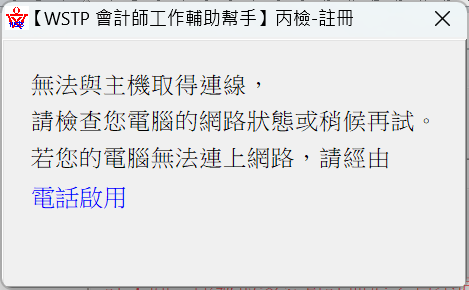 【WSTP 會計師工作輔助幫手】丙檢-註冊
無法與主機取得連線，
請檢查您電腦的網路狀態或稍候再試。
若您的電腦無法連上網路，請經由
電話啟用